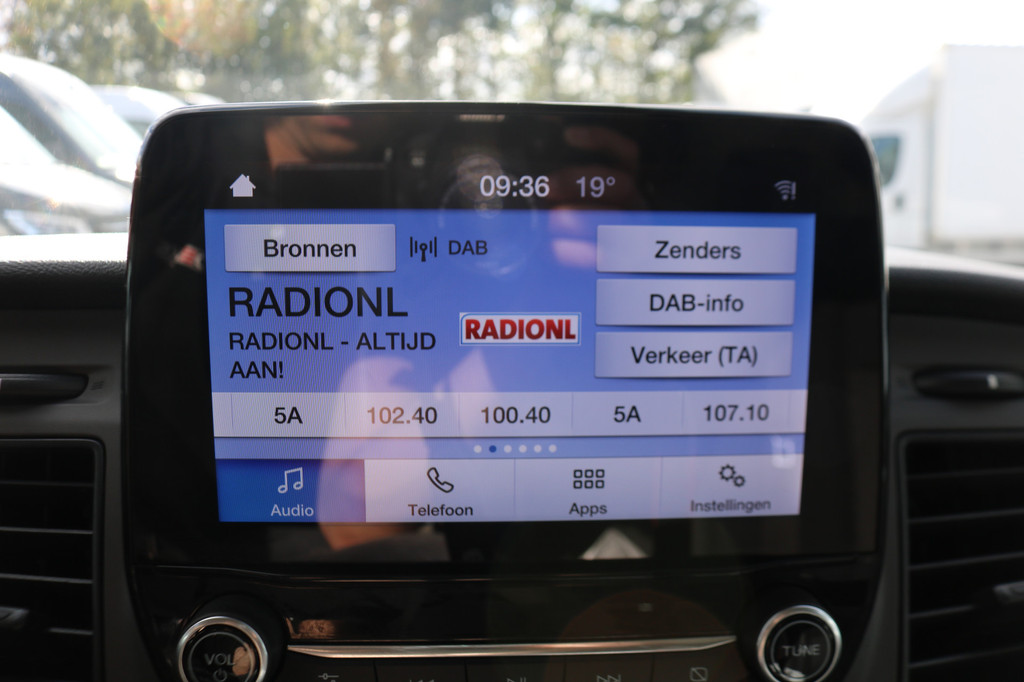 09:36 19°
Bronnen DAB Zenders
RADIONL
DAB-info
RADIONL
RADIONL - ALTIJD
AAN!
Verkeer (TA)
5A 102.40 100.40 5A 107.10
Audio Telefoon Apps Instellingen
VOL TUNE